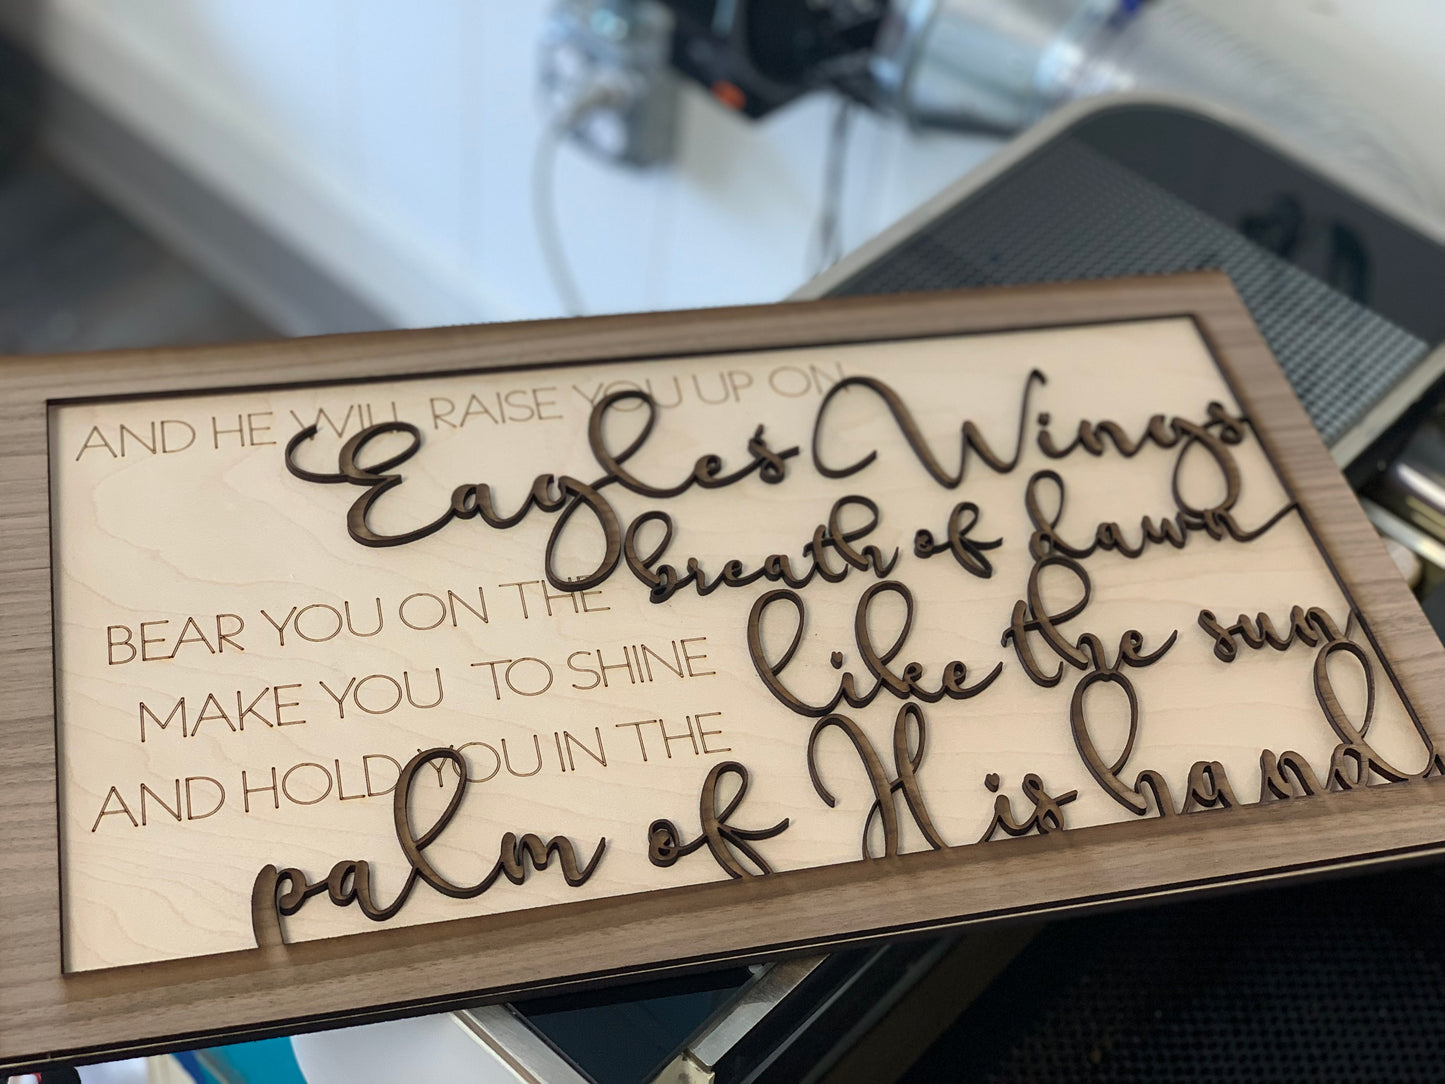 AND HE WILL RAISE YOU UP ON
Eagles Wings
BEAR YOU ON THE breath of dawn
MAKE YOU TO SHINE like the sun
AND HOLD YOU IN THE
palm of His hand